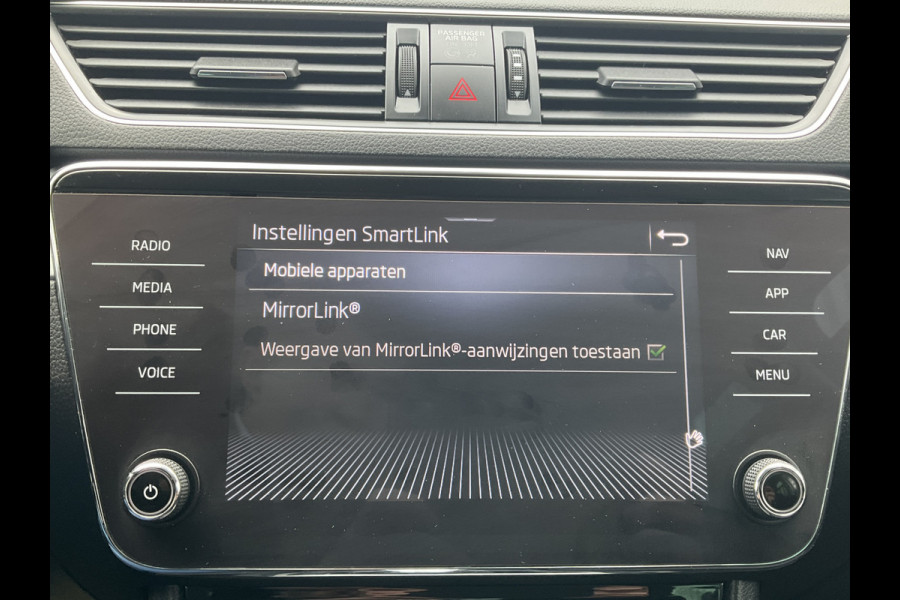 PASSENGER
AIR BAG
Instellingen SmartLink
Mobiele apparaten
MirrorLink®
Weergave van MirrorLink®-aanwijzingen toestaan
RADIO
MEDIA
PHONE
VOICE
NAV
APP
CAR
MENU